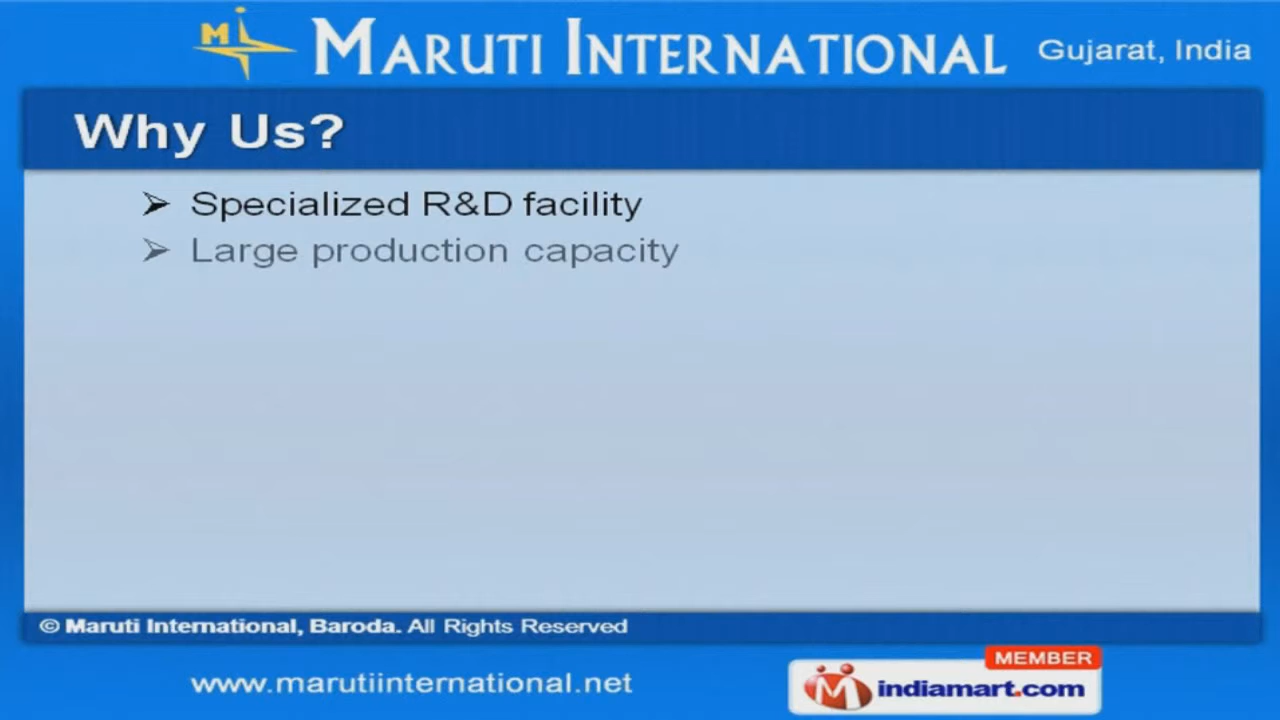 M MARUTI INTERNATIONAL Gujarat, India
Why Us?
➢ Specialized R&D facility
➢ Large production capacity
© Maruti International, Baroda. All Rights Reserved
MEMBER
www.marutiinternational.net
indiamart.com